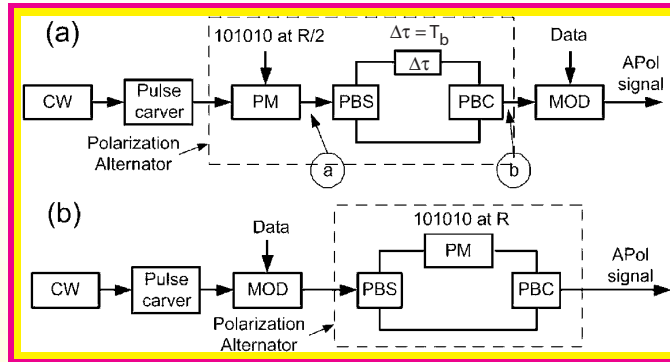 (a)
101010 at R/2
Δτ = T_b
Data
APol
signal
CW
Pulse
carver
PM
PBS
Δτ
PBC
MOD
Polarization
Alternator
a
b
(b)
101010 at R
Data
PM
APol
signal
CW
Pulse
carver
MOD
PBS
PBC
Polarization
Alternator